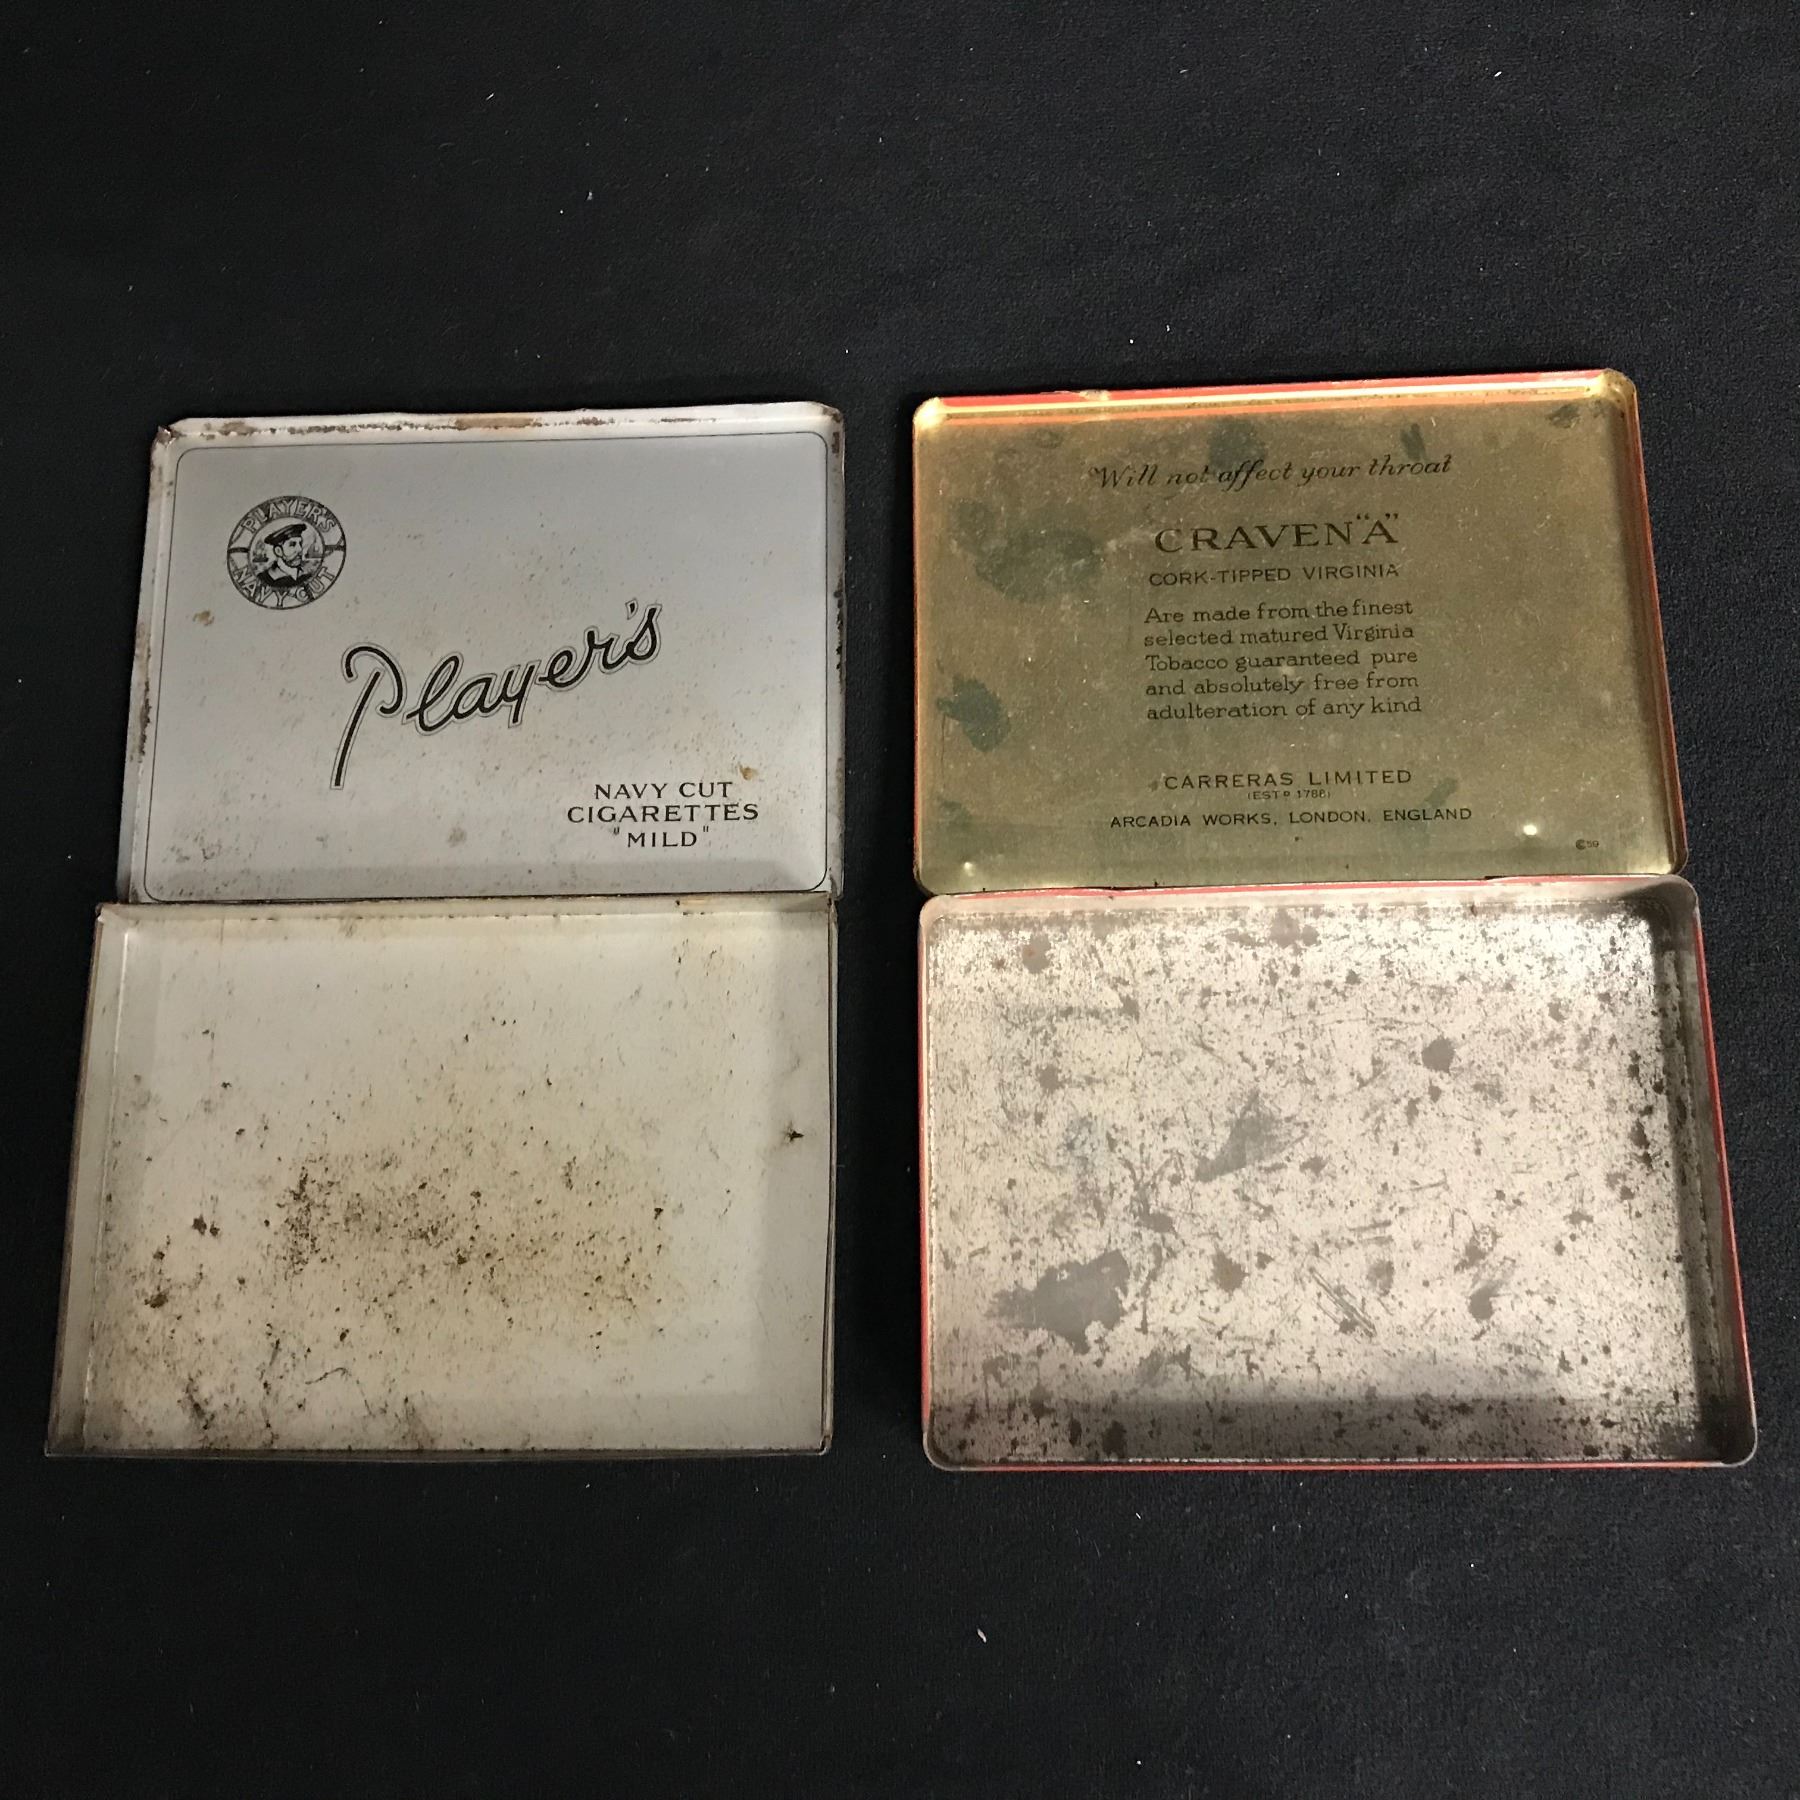 PLAYER'S
NAVY CUT
Player's
NAVY CUT
CIGARETTES
"MILD"
Will not affect your throat
CRAVEN "A"
CORK-TIPPED VIRGINIA
Are made from the finest
selected matured Virginia
Tobacco guaranteed pure
and absolutely free from
adulteration of any kind
CARRERAS LIMITED
(ESTD 1788)
ARCADIA WORKS, LONDON, ENGLAND